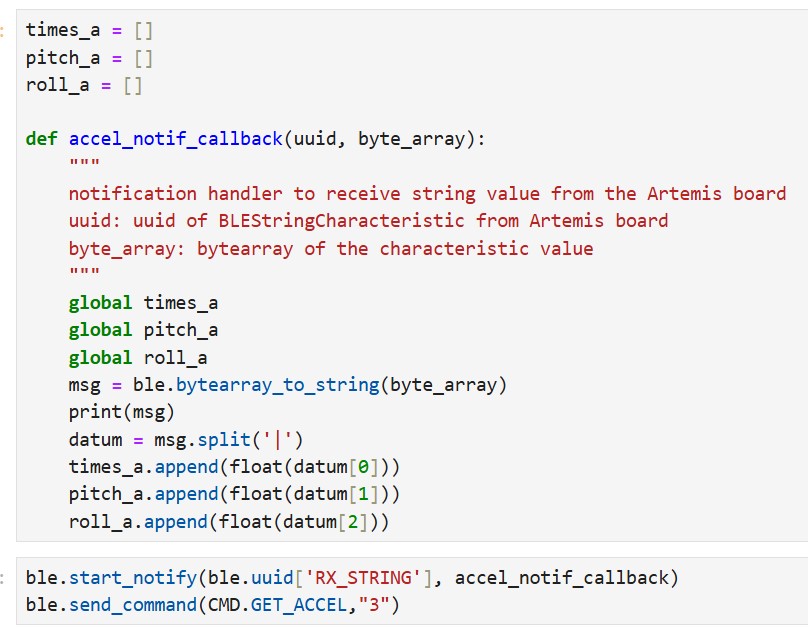 times_a = []
pitch_a = []
roll_a = []
def accel_notif_callback(uuid, byte_array):
    """
    notification handler to receive string value from the Artemis board
    uuid: uuid of BLEStringCharacteristic from Artemis board
    byte_array: bytearray of the characteristic value
    """
    global times_a
    global pitch_a
    global roll_a
    msg = ble.bytearray_to_string(byte_array)
    print(msg)
    datum = msg.split('|')
    times_a.append(float(datum[0]))
    pitch_a.append(float(datum[1]))
    roll_a.append(float(datum[2]))
ble.start_notify(ble.uuid['RX_STRING'], accel_notif_callback)
ble.send_command(CMD.GET_ACCEL,"3")